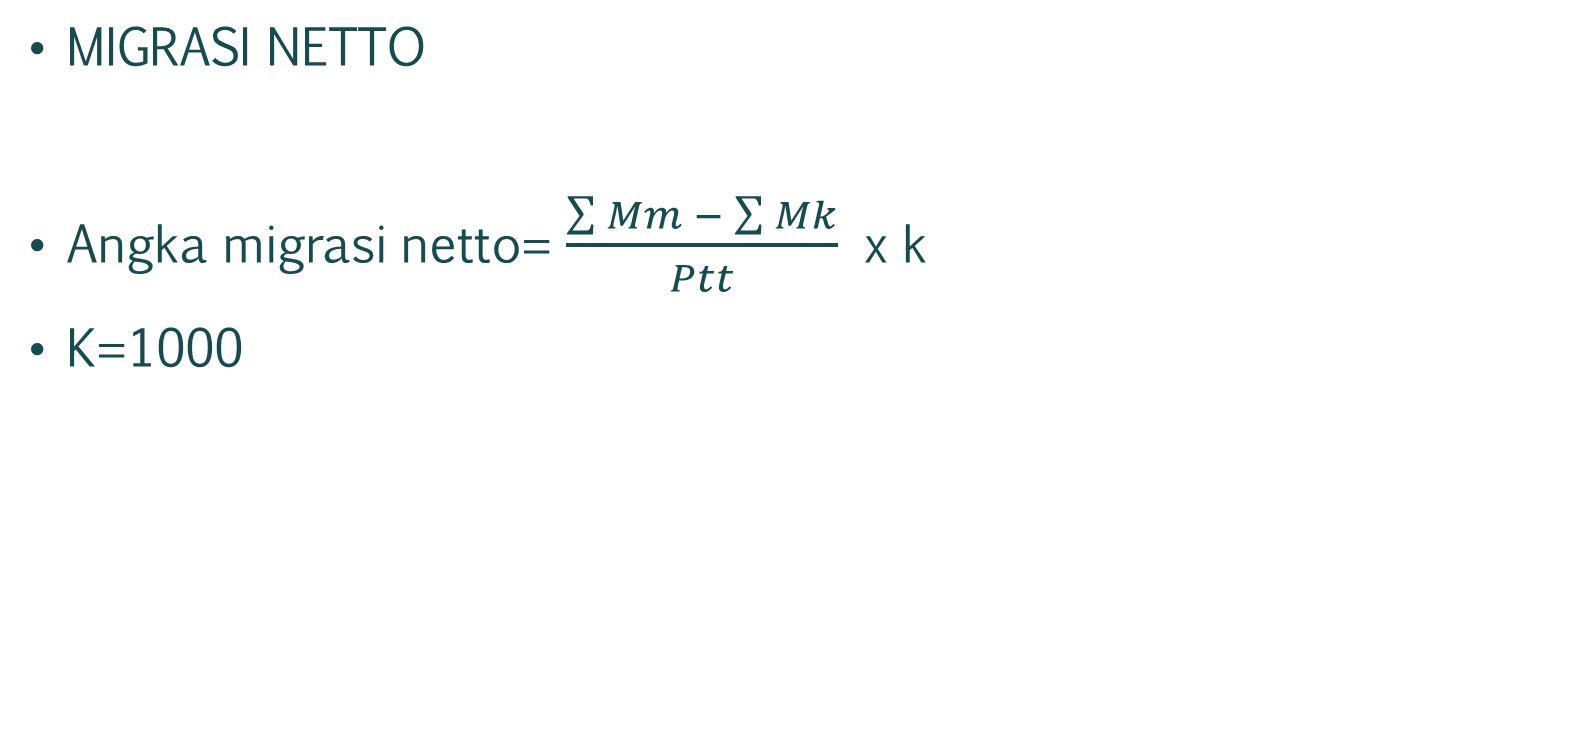 • MIGRASI NETTO
• Angka migrasi netto= (∑ Mm − ∑ Mk) / Ptt x k
• K=1000